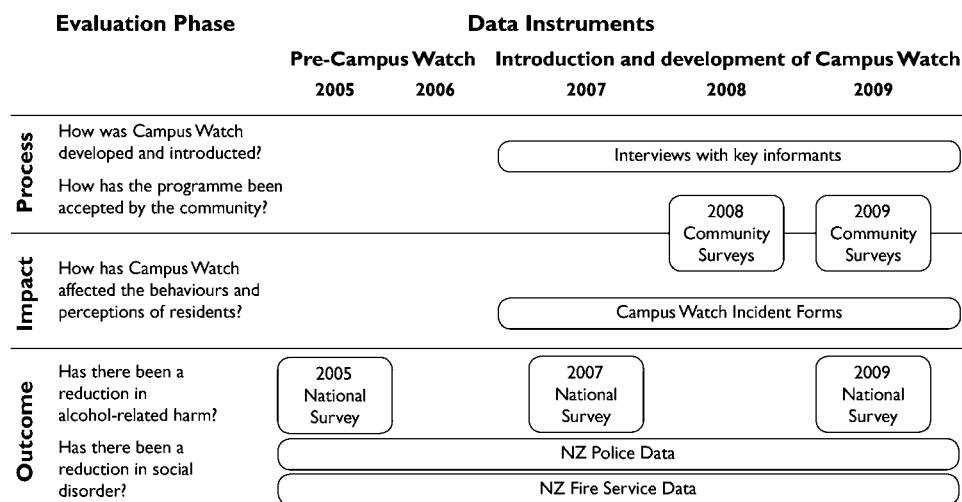 Evaluation Phase
Data Instruments
Pre-Campus Watch
Introduction and development of Campus Watch
2005
2006
2007
2008
2009
Process
How was Campus Watch
developed and introducted?
Interviews with key informants
How has the programme been
accepted by the community?
2008
Community
Surveys
2009
Community
Surveys
Impact
How has Campus Watch
affected the behaviours and
perceptions of residents?
Campus Watch Incident Forms
Outcome
Has there been a
reduction in
alcohol-related harm?
2005
National
Survey
2007
National
Survey
2009
National
Survey
Has there been a
reduction in social
disorder?
NZ Police Data
NZ Fire Service Data